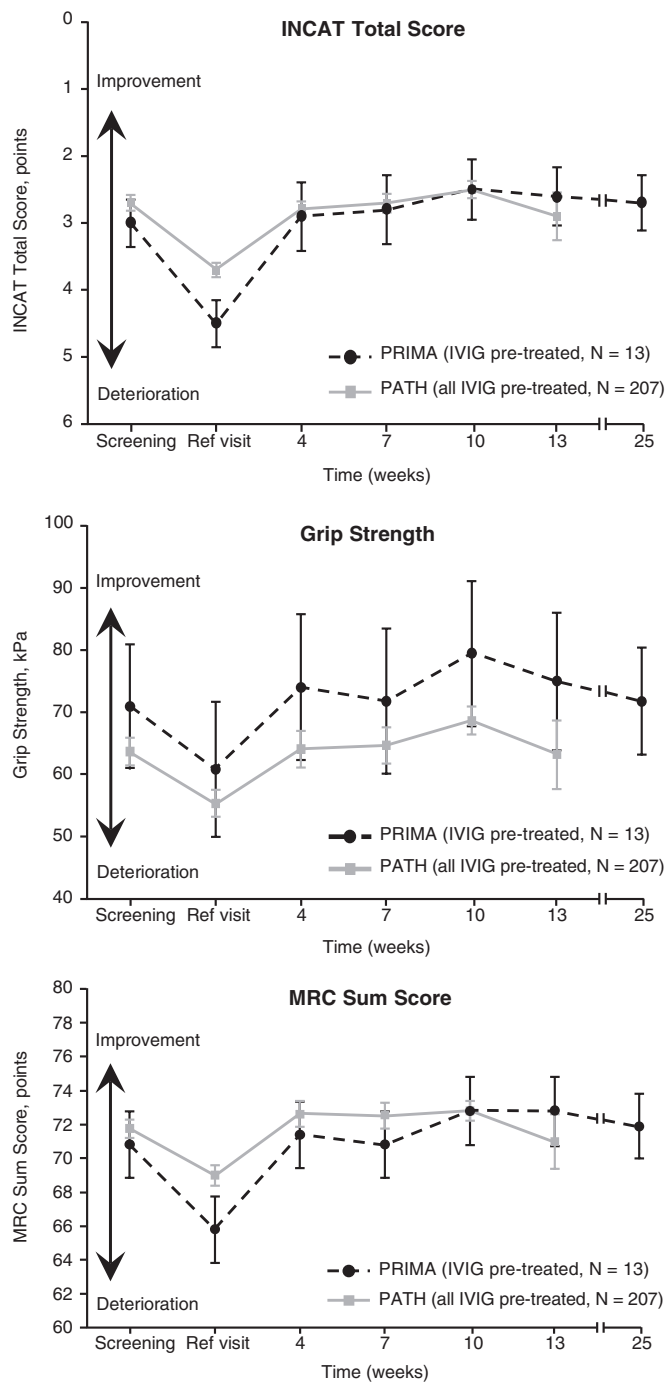 INCAT Total Score
0
1
2
3
4
5
6
INCAT Total Score, points
Improvement
Deterioration
PRIMA (IVIG pre-treated, N = 13)
PATH (all IVIG pre-treated, N = 207)
Screening Ref visit 4 7 10 13 25
Time (weeks)
Grip Strength
100
90
80
70
60
50
40
Grip Strength, kPa
Improvement
Deterioration
PRIMA (IVIG pre-treated, N = 13)
PATH (all IVIG pre-treated, N = 207)
Screening Ref visit 4 7 10 13 25
Time (weeks)
MRC Sum Score
80
78
76
74
72
70
68
66
64
62
60
MRC Sum Score, points
Improvement
Deterioration
PRIMA (IVIG pre-treated, N = 13)
PATH (all IVIG pre-treated, N = 207)
Screening Ref visit 4 7 10 13 25
Time (weeks)